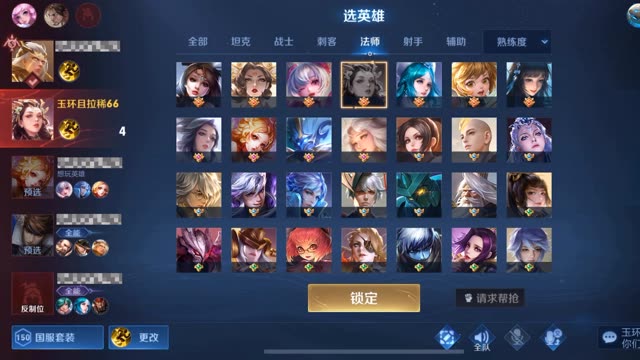 选英雄
全部 坦克 战士 刺客 法师 射手 辅助 熟练度
玉环且拉稀66
4
预选
想玩英雄
预选
全能
反制位
全能
锁定
请求帮抢
150 国服套装
更改
全队
玉环
你们